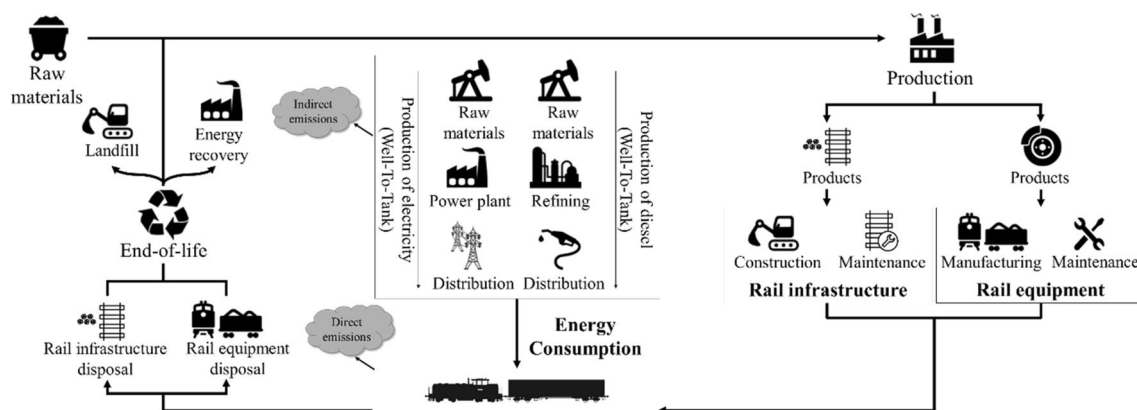 Raw
materials
Landfill
Energy
recovery
End-of-life
Rail infrastructure
disposal
Rail equipment
disposal
Indirect
emissions
Direct
emissions
Production of electricity
(Well-To-Tank)
Raw
materials
Power plant
Distribution
Raw
materials
Refining
Distribution
Production of diesel
(Well-To-Tank)
Energy
Consumption
Production
Products
Construction
Maintenance
Rail infrastructure
Products
Manufacturing
Maintenance
Rail equipment